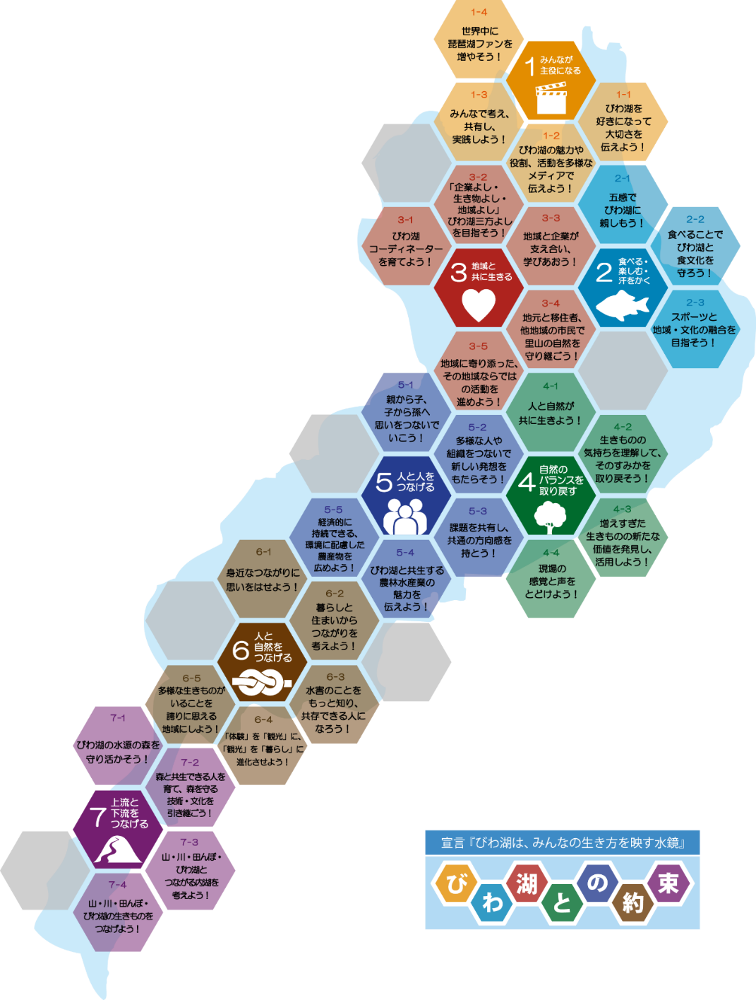 1-4
世界中に
琵琶湖ファンを
増やそう！
1 みんなが
主役になる
1-3
みんなで考え、
共有し、
実践しよう！
1-1
びわ湖を
好きになって
大切さを
伝えよう！
1-2
びわ湖の魅力や
役割、活動を多様な
メディアで
伝えよう！
3-2
「企業よし・
生き物よし・
地域よし」
びわ湖三方よし
を目指そう！
2-1
五感で
びわ湖に
親しもう！
3-1
びわ湖
コーディネーター
を育てよう！
3-3
地域と企業が
支え合い、
学びあおう！
2-2
食べることで
びわ湖と
食文化を
守ろう！
3 地域と
共に生きる
2 食べる・
楽しむ・
汗をかく
3-4
地元と移住者、
他地域の市民で
里山の自然を
守り継ごう！
2-3
スポーツと
地域・文化の融合を
目指そう！
3-5
地域に寄り添った、
その地域ならでは
の活動を
進めよう！
5-1
親から子、
子から孫へ
思いをつないで
いこう！
4-1
人と自然が
共に生きよう！
5-2
多様な人や
組織をつないで
新しい発想を
もたらそう！
4-2
生きものの
気持ちを理解して、
そのすみかを
取り戻そう！
5 人と人を
つなげる
4 自然の
バランスを
取り戻す
5-5
経済的に
持続できる、
環境に配慮した
農産物を
広めよう！
5-3
課題を共有し、
共通の方向感を
持とう！
4-3
増えすぎた
生きものの新たな
価値を発見し、
活用しよう！
6-1
身近なつながりに
思いをはせよう！
5-4
びわ湖と共生する
農林水産業の
魅力を
伝えよう！
4-4
現場の
感覚と声を
とどけよう！
6-2
暮らしと
住まいから
つながりを
考えよう！
6 人と
自然を
つなげる
6-5
多様な生きものが
いることを
誇りに思える
地域にしよう！
6-3
水害のことを
もっと知り、
共存できる人に
なろう！
6-4
「体験」を「観光」に、
「観光」を「暮らし」に
進化させよう！
7-1
びわ湖の水源の森を
守り活かそう！
7-2
森と共生できる人を
育て、森を守る
技術・文化を
引き継ごう！
7 上流と
下流を
つなげる
7-3
山・川・田んぼ・
びわ湖と
つながる内湖を
考えよう！
7-4
山・川・田んぼ・
びわ湖の生きものを
つなげよう！
宣言『びわ湖は、みんなの生き方を映す水鏡』
びわ湖との約束